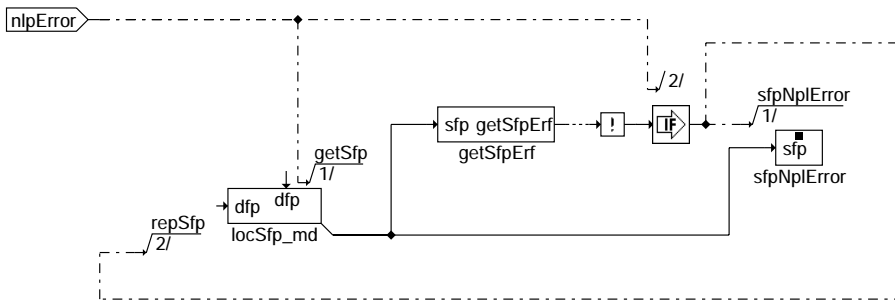 nlpError
2/
sfpNplError
1/
sfp getSfpErf
!
IF
getSfpErf
sfp
sfpNplError
getSfp
1/
dfp
dfp
locSfp_md
repSfp
2/